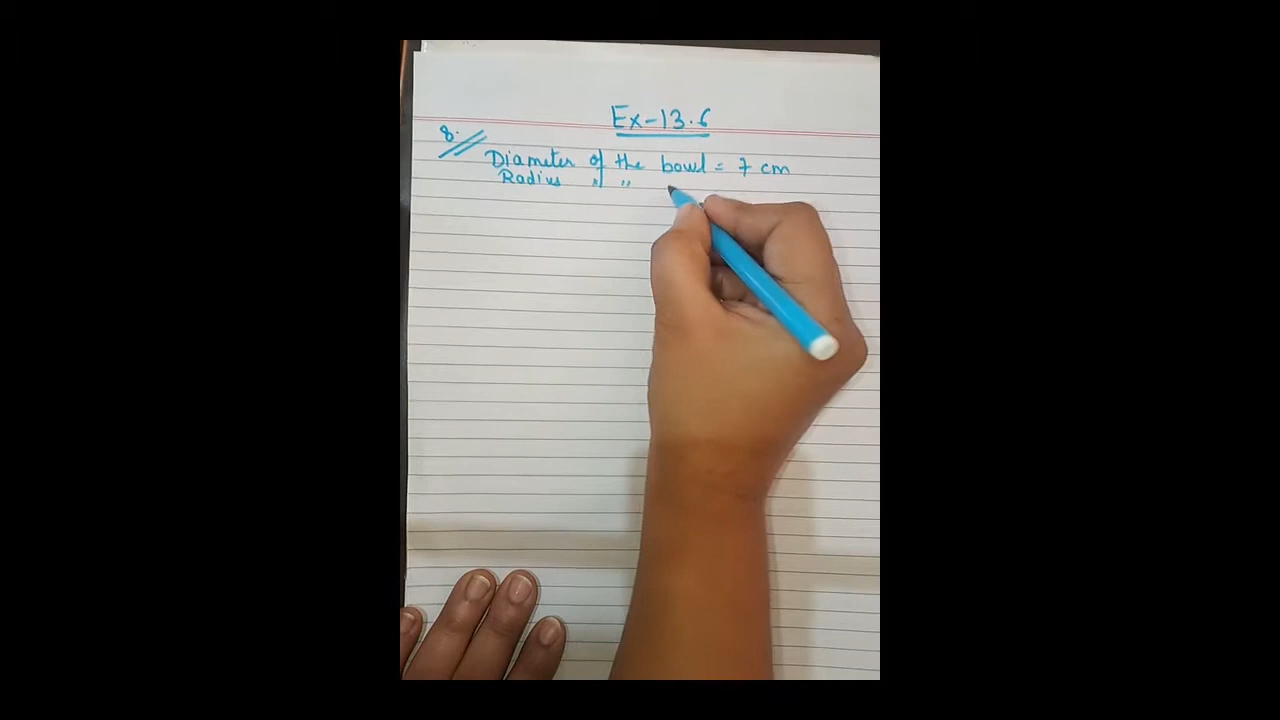 Ex-13.6
8.
Diameter of the bowl = 7 cm
Radius " "